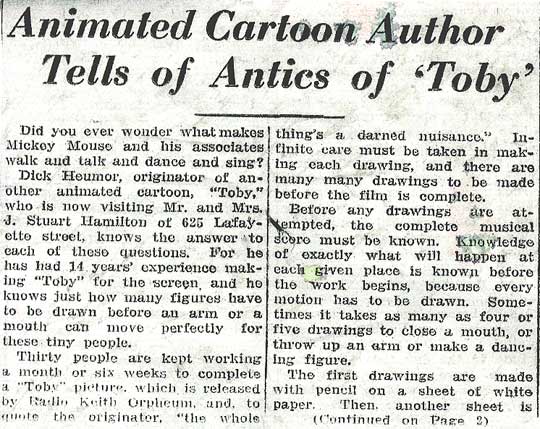 Animated Cartoon Author
Tells of Antics of 'Toby'
Did you ever wonder what makes
Mickey Mouse and his associates
walk and talk and dance and sing?
Dick Heumor, originator of an-
other animated cartoon, "Toby,"
who is now visiting Mr. and Mrs.
J. Stuart Hamilton of 625 Lafay-
ette street, knows the answer to
each of these questions. For he
has had 14 years' experience mak-
ing "Toby" for the screen, and he
knows just how many figures have
to be drawn before an arm or a
mouth can move perfectly for
these tiny people.
Thirty people are kept working
a month or six weeks to complete
a "Toby" picture, which is released
by Radio Keith Orpheum, and, to
quote the originator, "the whole
thing's a darned nuisance." In-
finite care must be taken in mak-
ing each drawing, and there are
many many drawings to be made
before the film is complete.
Before any drawings are at-
tempted, the complete musical
score must be known. Knowledge
of exactly what will happen at
each given place is known before
the work begins, because every
motion has to be drawn. Some-
times it takes as many as four or
five drawings to close a mouth, or
throw up an arm or make a danc-
ing figure.
The first drawings are made
with pencil on a sheet of white
paper. Then, another sheet is
(Continued on Page 3)